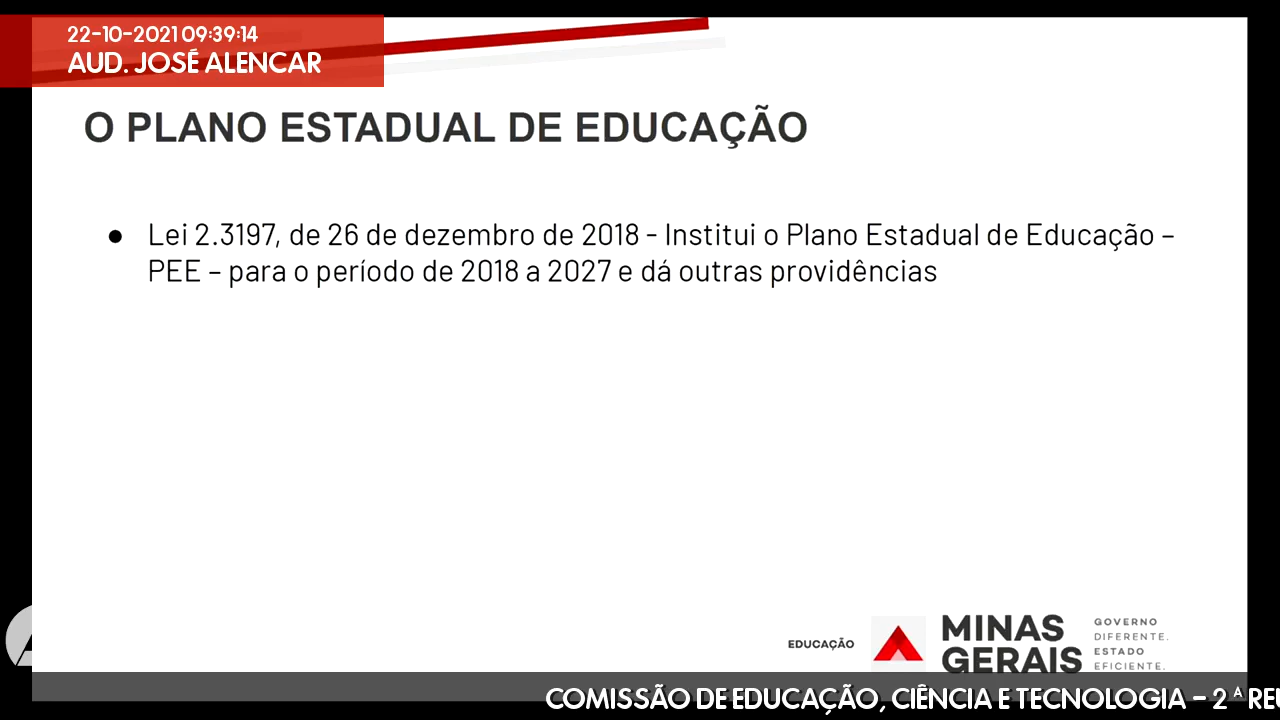 22-10-2021 09:39:14
AUD. JOSÉ ALENCAR
O PLANO ESTADUAL DE EDUCAÇÃO
● Lei 2.3197, de 26 de dezembro de 2018 - Institui o Plano Estadual de Educação –
PEE – para o período de 2018 a 2027 e dá outras providências
EDUCAÇÃO
MINAS
GERAIS
GOVERNO
DIFERENTE.
ESTADO
EFICIENTE.
COMISSÃO DE EDUCAÇÃO, CIÊNCIA E TECNOLOGIA – 2ª